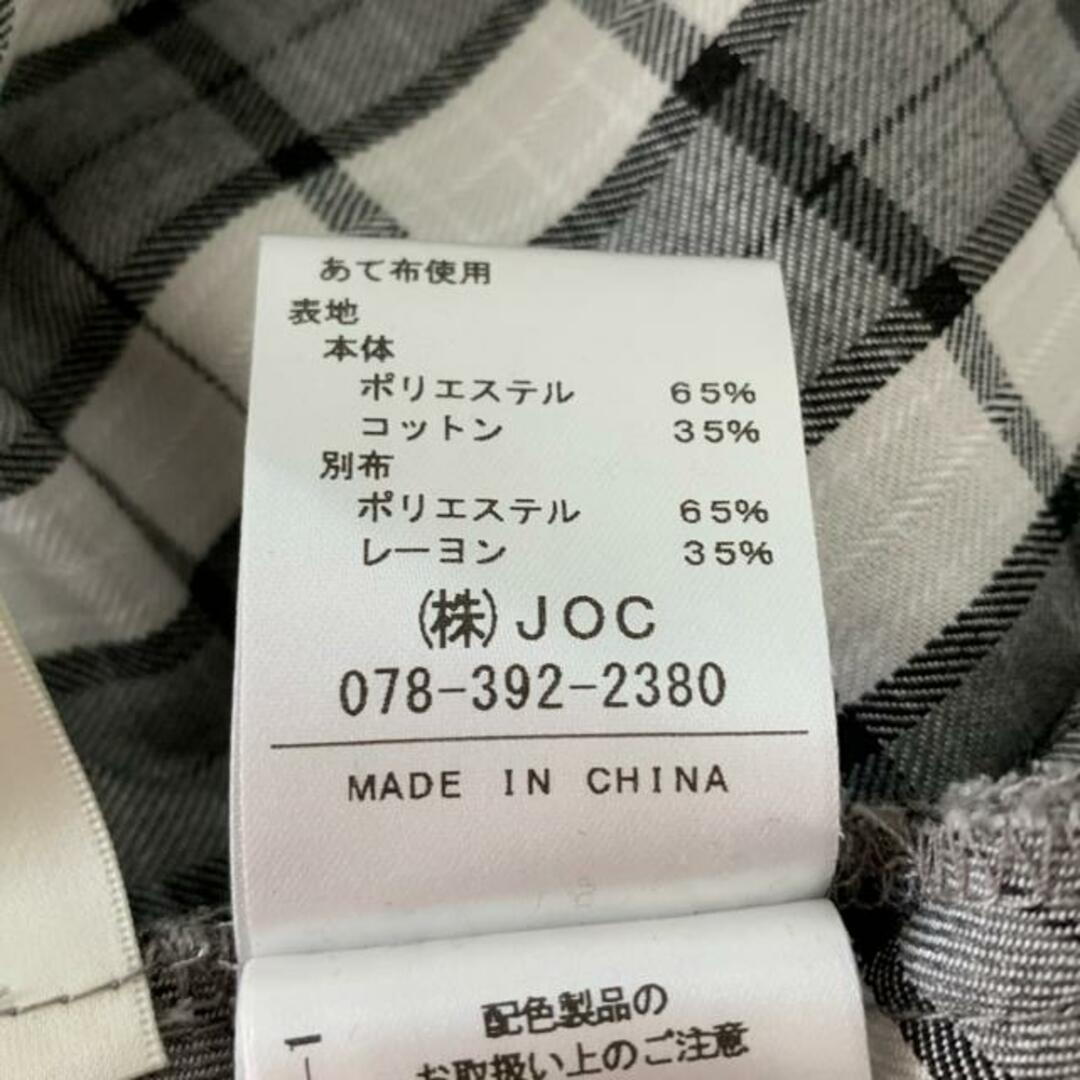 あて布使用
表地
本体
ポリエステル 65%
コットン 35%
別布
ポリエステル 65%
レーヨン 35%
(株)JOC
078-392-2380
MADE IN CHINA
配色製品の
お取扱い上のご注意